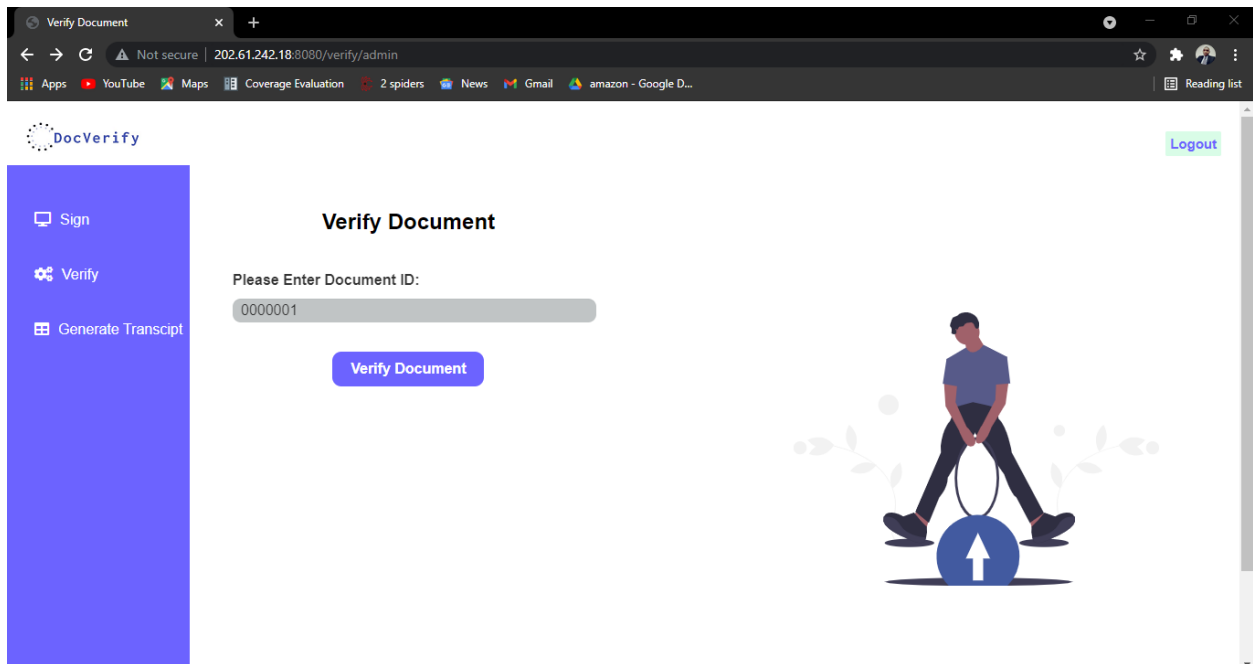 Verify Document
Not secure | 202.61.242.18:8080/verify/admin
Apps YouTube Maps Coverage Evaluation 2 spiders News Gmail amazon - Google D... Reading list
DocVerify
Logout
Sign
Verify
Generate Transcipt
Verify Document
Please Enter Document ID:
0000001
Verify Document